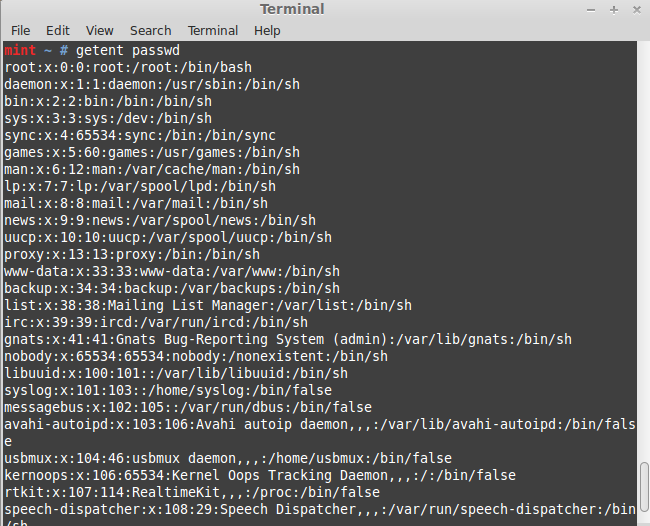 Terminal
File Edit View Search Terminal Help
mint ~ # getent passwd
root:x:0:0:root:/root:/bin/bash
daemon:x:1:1:daemon:/usr/sbin:/bin/sh
bin:x:2:2:bin:/bin:/bin/sh
sys:x:3:3:sys:/dev:/bin/sh
sync:x:4:65534:sync:/bin:/bin/sync
games:x:5:60:games:/usr/games:/bin/sh
man:x:6:12:man:/var/cache/man:/bin/sh
lp:x:7:7:lp:/var/spool/lpd:/bin/sh
mail:x:8:8:mail:/var/mail:/bin/sh
news:x:9:9:news:/var/spool/news:/bin/sh
uucp:x:10:10:uucp:/var/spool/uucp:/bin/sh
proxy:x:13:13:proxy:/bin:/bin/sh
www-data:x:33:33:www-data:/var/www:/bin/sh
backup:x:34:34:backup:/var/backups:/bin/sh
list:x:38:38:Mailing List Manager:/var/list:/bin/sh
irc:x:39:39:ircd:/var/run/ircd:/bin/sh
gnats:x:41:41:Gnats Bug-Reporting System (admin):/var/lib/gnats:/bin/sh
nobody:x:65534:65534:nobody:/nonexistent:/bin/sh
libuuid:x:100:101::/var/lib/libuuid:/bin/sh
syslog:x:101:103::/home/syslog:/bin/false
messagebus:x:102:105::/var/run/dbus:/bin/false
avahi-autoipd:x:103:106:Avahi autoip daemon,,,:/var/lib/avahi-autoipd:/bin/fals
e
usbmux:x:104:46:usbmux daemon,,,:/home/usbmux:/bin/false
kernoops:x:106:65534:Kernel Oops Tracking Daemon,,,:/:/bin/false
rtkit:x:107:114:RealtimeKit,,,:/proc:/bin/false
speech-dispatcher:x:108:29:Speech Dispatcher,,,:/var/run/speech-dispatcher:/bin
/sh